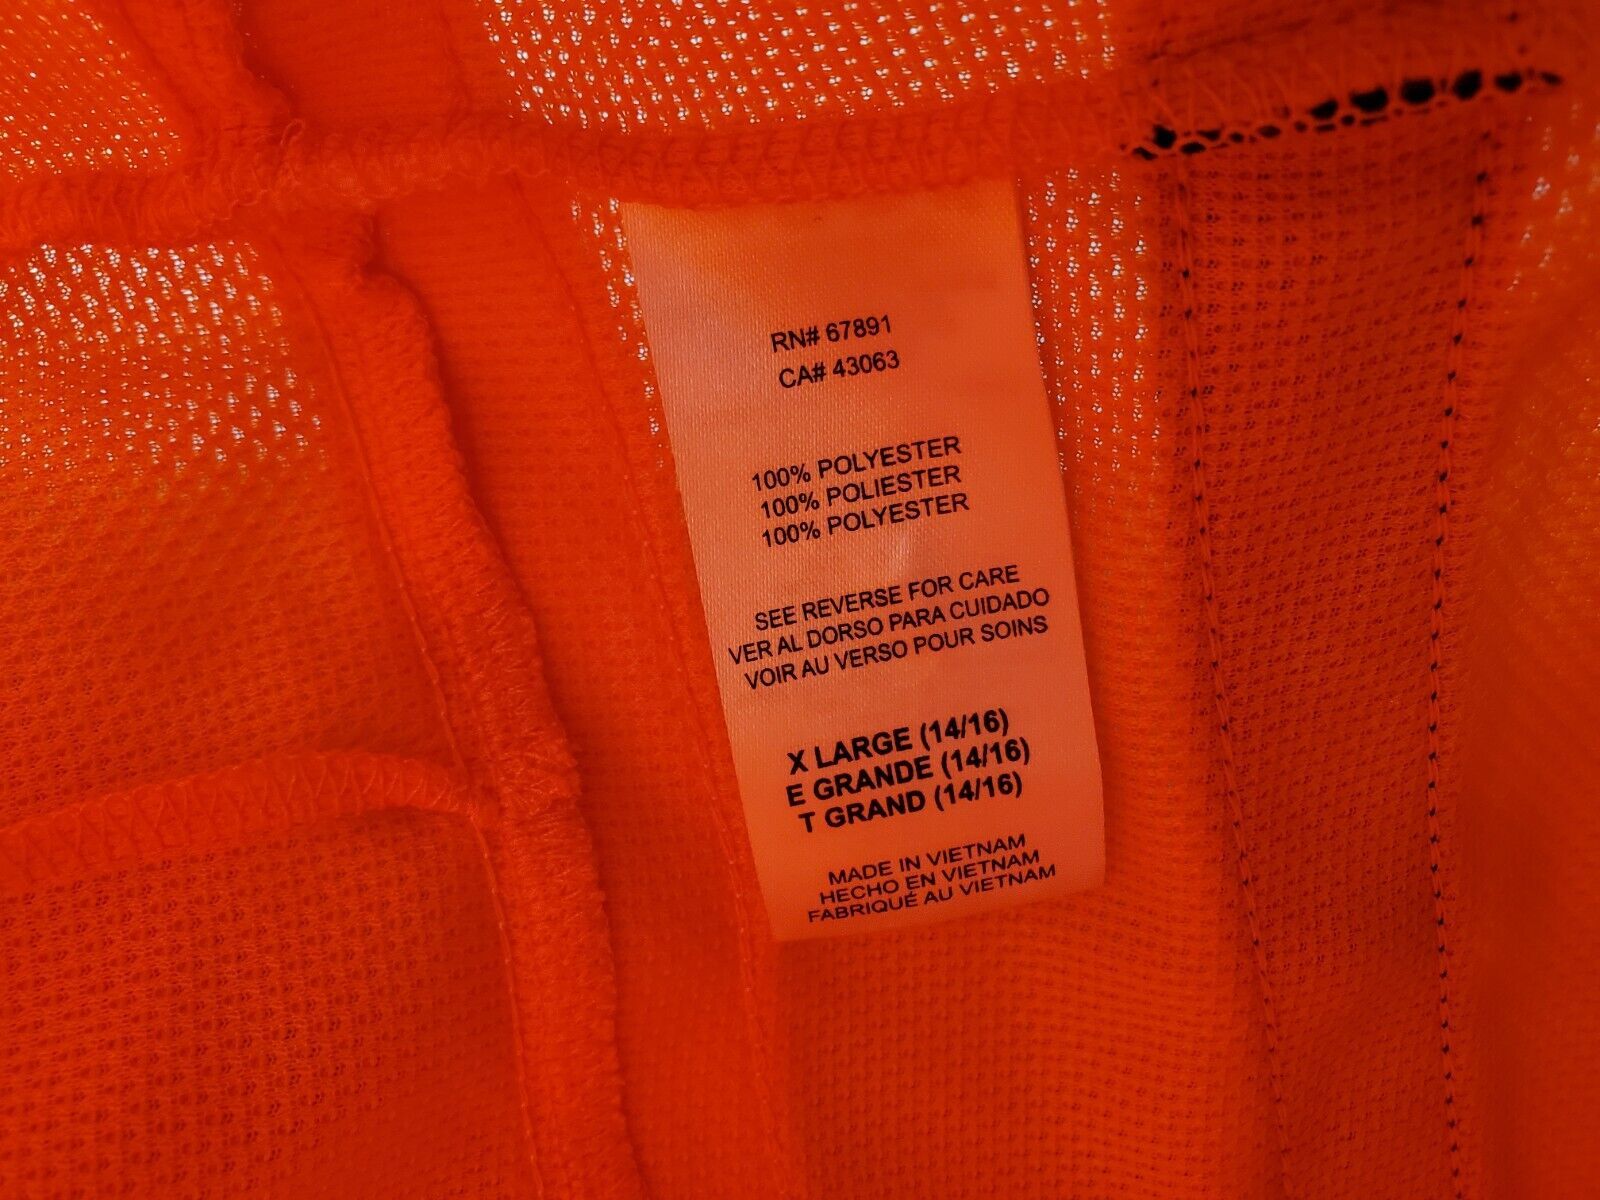 RN# 67891
CA# 43063
100% POLYESTER
100% POLIESTER
100% POLYESTER
SEE REVERSE FOR CARE
VER AL DORSO PARA CUIDADO
VOIR AU VERSO POUR SOINS
X LARGE (14/16)
E GRANDE (14/16)
T GRAND (14/16)
MADE IN VIETNAM
HECHO EN VIETNAM
FABRIQUÉ AU VIETNAM